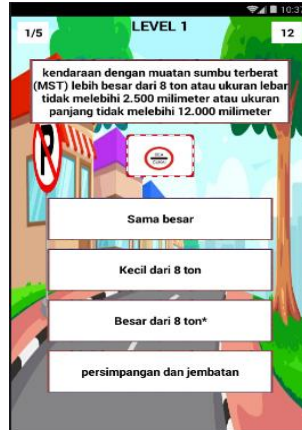 10:37
1/5
LEVEL 1
12
kendaraan dengan muatan sumbu terberat
(MST) lebih besar dari 8 ton atau ukuran lebar
tidak melebihi 2.500 milimeter atau ukuran
panjang tidak melebihi 12.000 milimeter
P
Sama besar
Kecil dari 8 ton
Besar dari 8 ton*
persimpangan dan jembatan